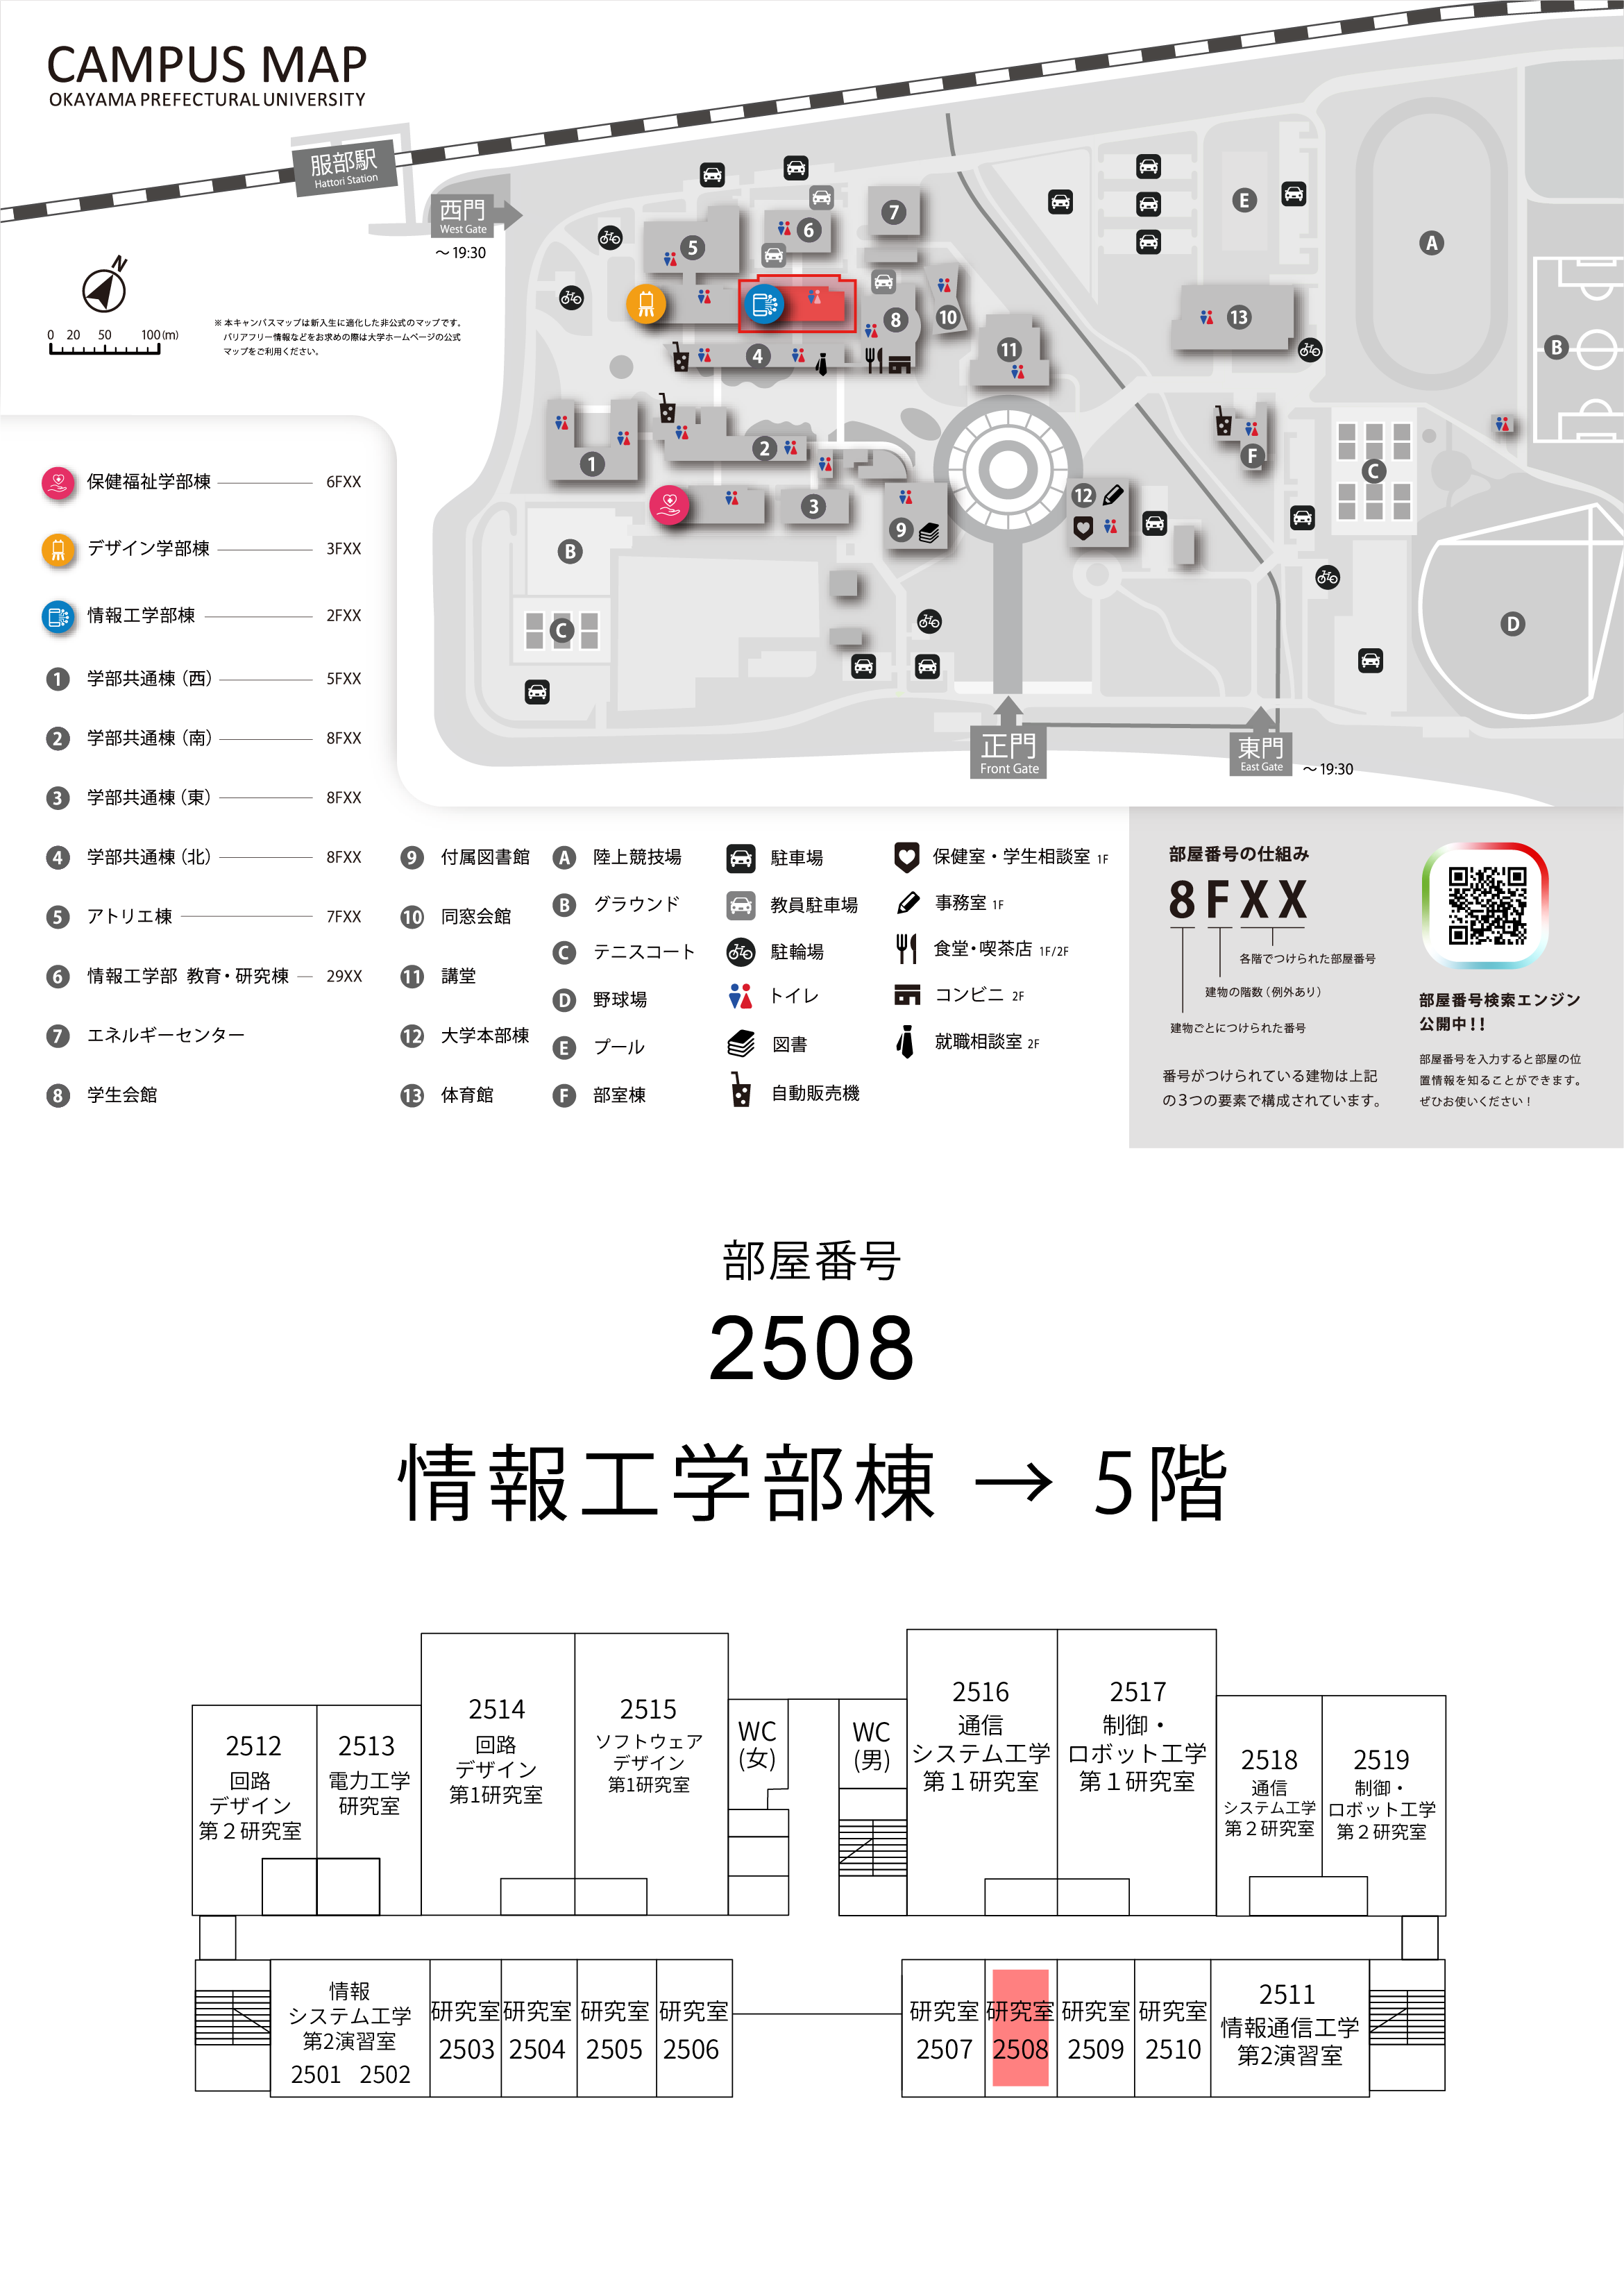 CAMPUS MAP
OKAYAMA PREFECTURAL UNIVERSITY
服部駅
Hattori Station
西門
West Gate
～19:30
N
0 20 50 100(m)
※ 本キャンパスマップは新入生に適化した非公式のマップです。
バリアフリー情報などをお求めの際は大学ホームページの公式
マップをご利用ください。
5
6
7
8
10
11
4
13
E
A
B
1
2
3
9
12
F
C
B
C
D
正門
Front Gate
東門
East Gate
～19:30
保健福祉学部棟 6FXX
デザイン学部棟 3FXX
情報工学部棟 2FXX
1 学部共通棟（西） 5FXX
2 学部共通棟（南） 8FXX
3 学部共通棟（東） 8FXX
4 学部共通棟（北） 8FXX
5 アトリエ棟 7FXX
6 情報工学部 教育・研究棟 29XX
7 エネルギーセンター
8 学生会館
9 付属図書館
10 同窓会館
11 講堂
12 大学本部棟
13 体育館
A 陸上競技場
B グラウンド
C テニスコート
D 野球場
E プール
F 部室棟
駐車場
教員駐車場
駐輪場
トイレ
図書
自動販売機
保健室・学生相談室 1F
事務室 1F
食堂・喫茶店 1F/2F
コンビニ 2F
就職相談室 2F
部屋番号の仕組み
8FXX
各階でつけられた部屋番号
建物の階数（例外あり）
建物ごとにつけられた番号
番号がつけられている建物は上記
の3つの要素で構成されています。
部屋番号検索エンジン
公開中！！
部屋番号を入力すると部屋の位
置情報を知ることができます。
ぜひお使いください！
部屋番号
2508
情報工学部棟 → 5階
2512
回路
デザイン
第２研究室
2513
電力工学
研究室
2514
回路
デザイン
第1研究室
2515
ソフトウェア
デザイン
第1研究室
WC
(女)
WC
(男)
2516
通信
システム工学
第１研究室
2517
制御・
ロボット工学
第１研究室
2518
通信
システム工学
第２研究室
2519
制御・
ロボット工学
第２研究室
情報
システム工学
第2演習室
2501 2502
研究室
2503
研究室
2504
研究室
2505
研究室
2506
研究室
2507
研究室
2508
研究室
2509
研究室
2510
2511
情報通信工学
第2演習室